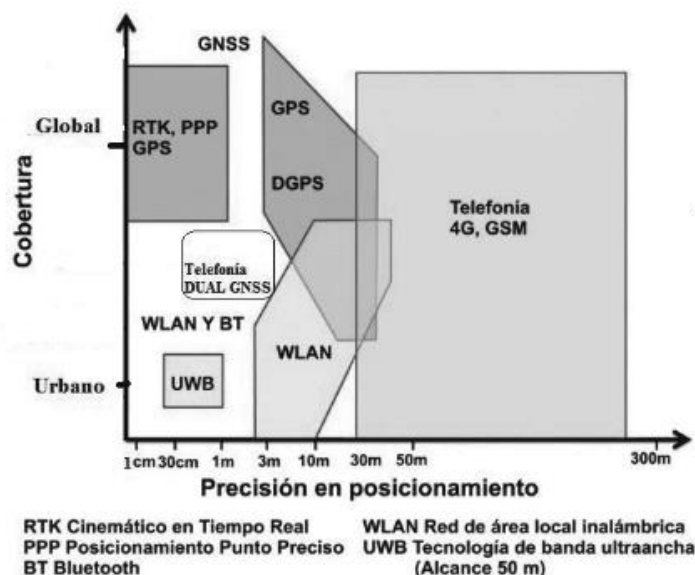 GNSS
Global
RTK, PPP
GPS
GPS
DGPS
Cobertura
Telefonía
4G, GSM
Telefonía
DUAL GNSS
WLAN Y BT
WLAN
Urbano
UWB
1cm 30cm 1m 3m 10m 30m 50m 300m
Precisión en posicionamiento
RTK Cinemático en Tiempo Real
PPP Posicionamiento Punto Preciso
BT Bluetooth
WLAN Red de área local inalámbrica
UWB Tecnología de banda ultraancha
(Alcance 50 m)